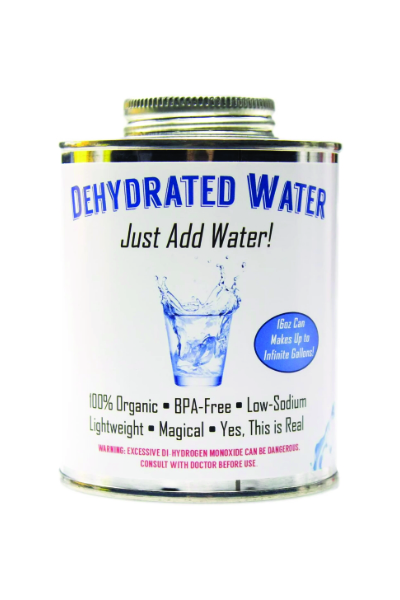 DEHYDRATED WATER
Just Add Water!
16oz Can
Makes Up to
Infinite Gallons!
100% Organic • BPA-Free • Low-Sodium
Lightweight • Magical • Yes, This is Real
WARNING: EXCESSIVE DI-HYDROGEN MONOXIDE CAN BE DANGEROUS.
CONSULT WITH DOCTOR BEFORE USE.